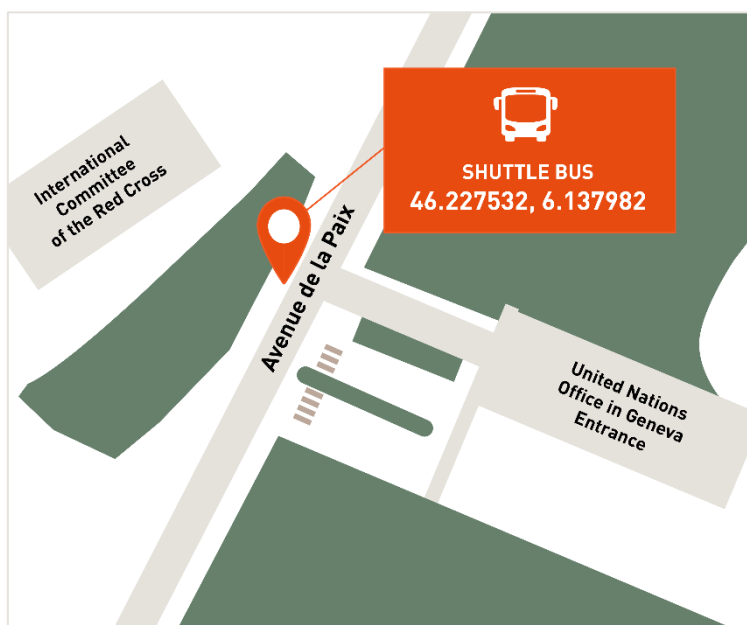 International
Committee
of the Red Cross
SHUTTLE BUS
46.227532, 6.137982
Avenue de la Paix
United Nations
Office in Geneva
Entrance